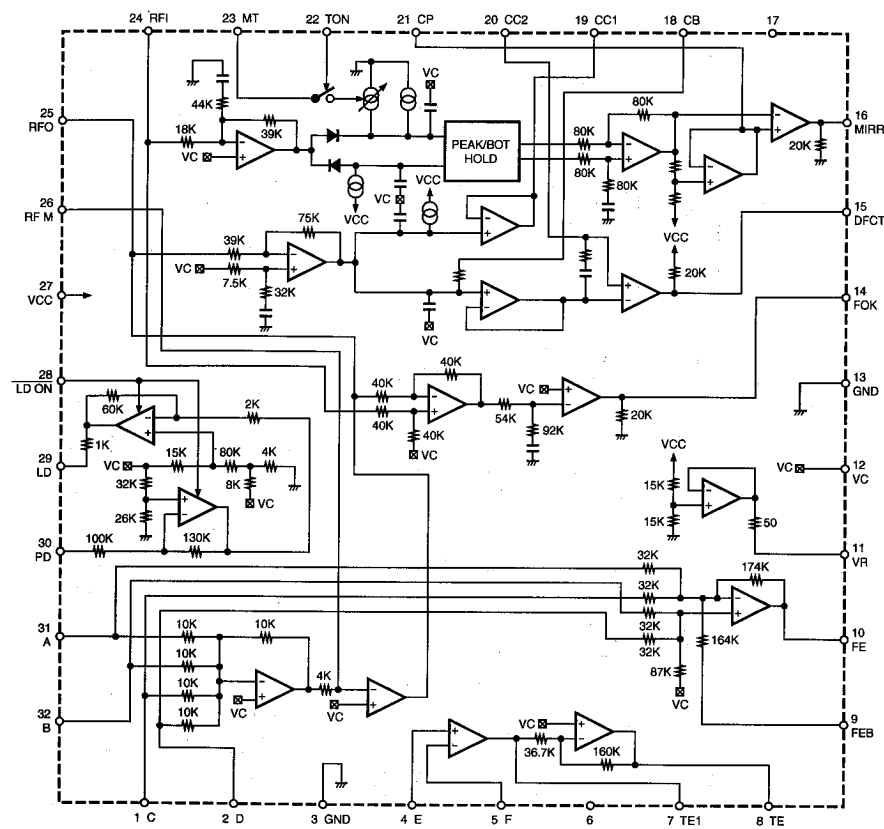 24 RFI
23 MT
22 TON
21 CP
20 CC2
19 CC1
18 CB
17
25
RFO
26
RF M
27
VCC
28
LD ON
29
LD
30
PD
31
A
32
B
16
MIRR
15
DFCT
14
FOK
13
GND
12
VC
11
VR
10
FE
9
FEB
44K
18K
39K
VC
VC
PEAK/BOT
HOLD
80K
80K
80K
80K
20K
VCC
VC
VCC
VCC
75K
39K
VC
7.5K
32K
VC
20K
40K
40K
40K
40K
VC
54K
92K
VC
20K
60K
2K
1K
15K
80K
4K
VC
32K
8K
VC
26K
100K
130K
VCC
15K
15K
50
VC
32K
32K
32K
32K
174K
164K
87K
VC
10K
10K
10K
10K
10K
4K
VC
VC
VC
36.7K
160K
1 C
2 D
3 GND
4 E
5 F
6
7 TE1
8 TE